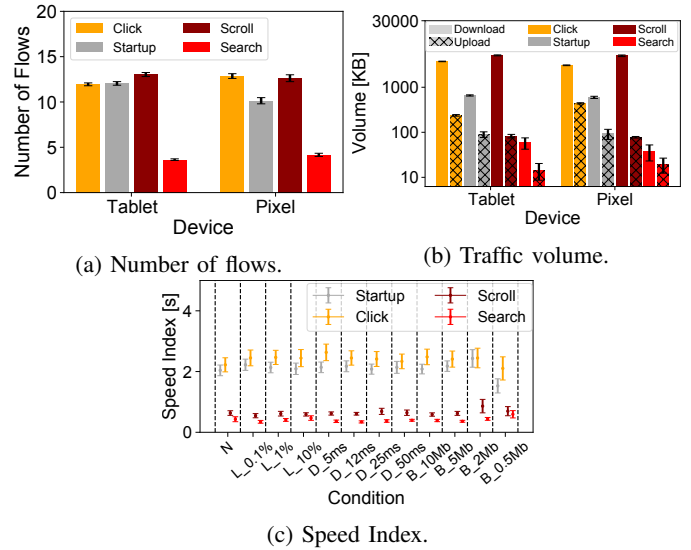 Click
Scroll
Startup
Search
Number of Flows
20
15
10
5
0
Tablet
Pixel
Device
(a) Number of flows.
Download
Click
Scroll
Upload
Startup
Search
Volume [KB]
30000
1000
100
10
Tablet
Pixel
Device
(b) Traffic volume.
Startup
Scroll
Click
Search
Speed Index [s]
4
2
0
N
L_0.1%
L_1%
L_10%
D_5ms
D_12ms
D_25ms
D_50ms
B_10Mb
B_5Mb
B_2Mb
B_0.5Mb
Condition
(c) Speed Index.